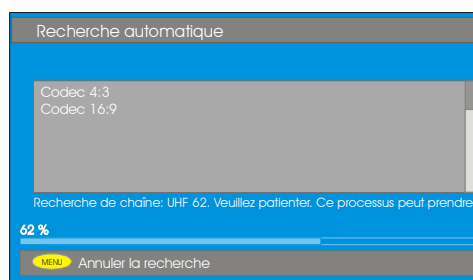 Recherche automatique
Codec 4:3
Codec 16:9
Recherche de chaîne: UHF 62. Veuillez patienter. Ce processus peut prendre
62 %
MENU Annuler la recherche